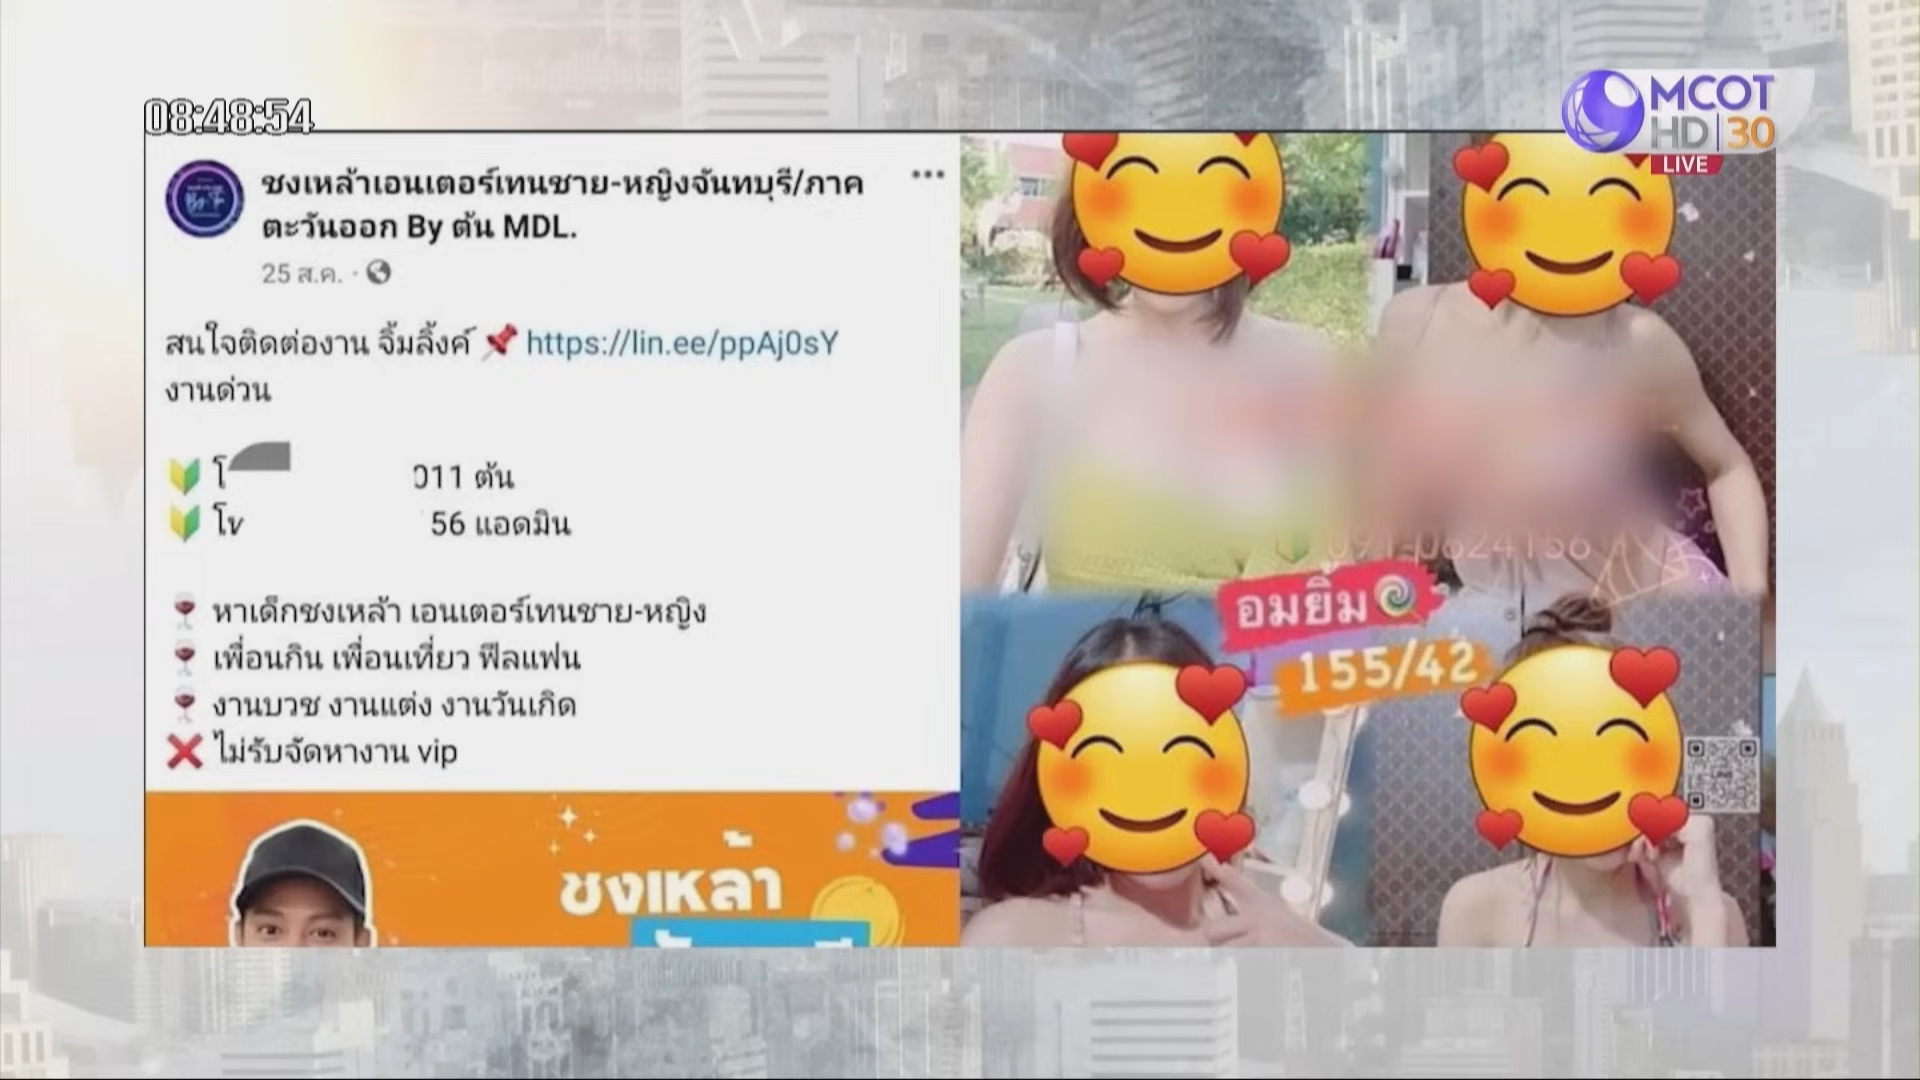 08:48:54
MCOT
HD 30
LIVE
ชงเหล้าเอนเตอร์เทนชาย-หญิงจันทบุรี/ภาค
ตะวันออก By ต้น MDL.
25 ส.ค.
สนใจติดต่องาน จิ้มลิ้งค์ 📌 https://lin.ee/ppAj0sY
งานด่วน
011 ต้น
56 แอดมิน
🍷 หาเด็กชงเหล้า เอนเตอร์เทนชาย-หญิง
🍷 เพื่อนกิน เพื่อนเที่ยว ฟีลแฟน
🍷 งานบวช งานแต่ง งานวันเกิด
❌ ไม่รับจัดหางาน vip
ชงเหล้า
อมยิ้ม🍭
155/42